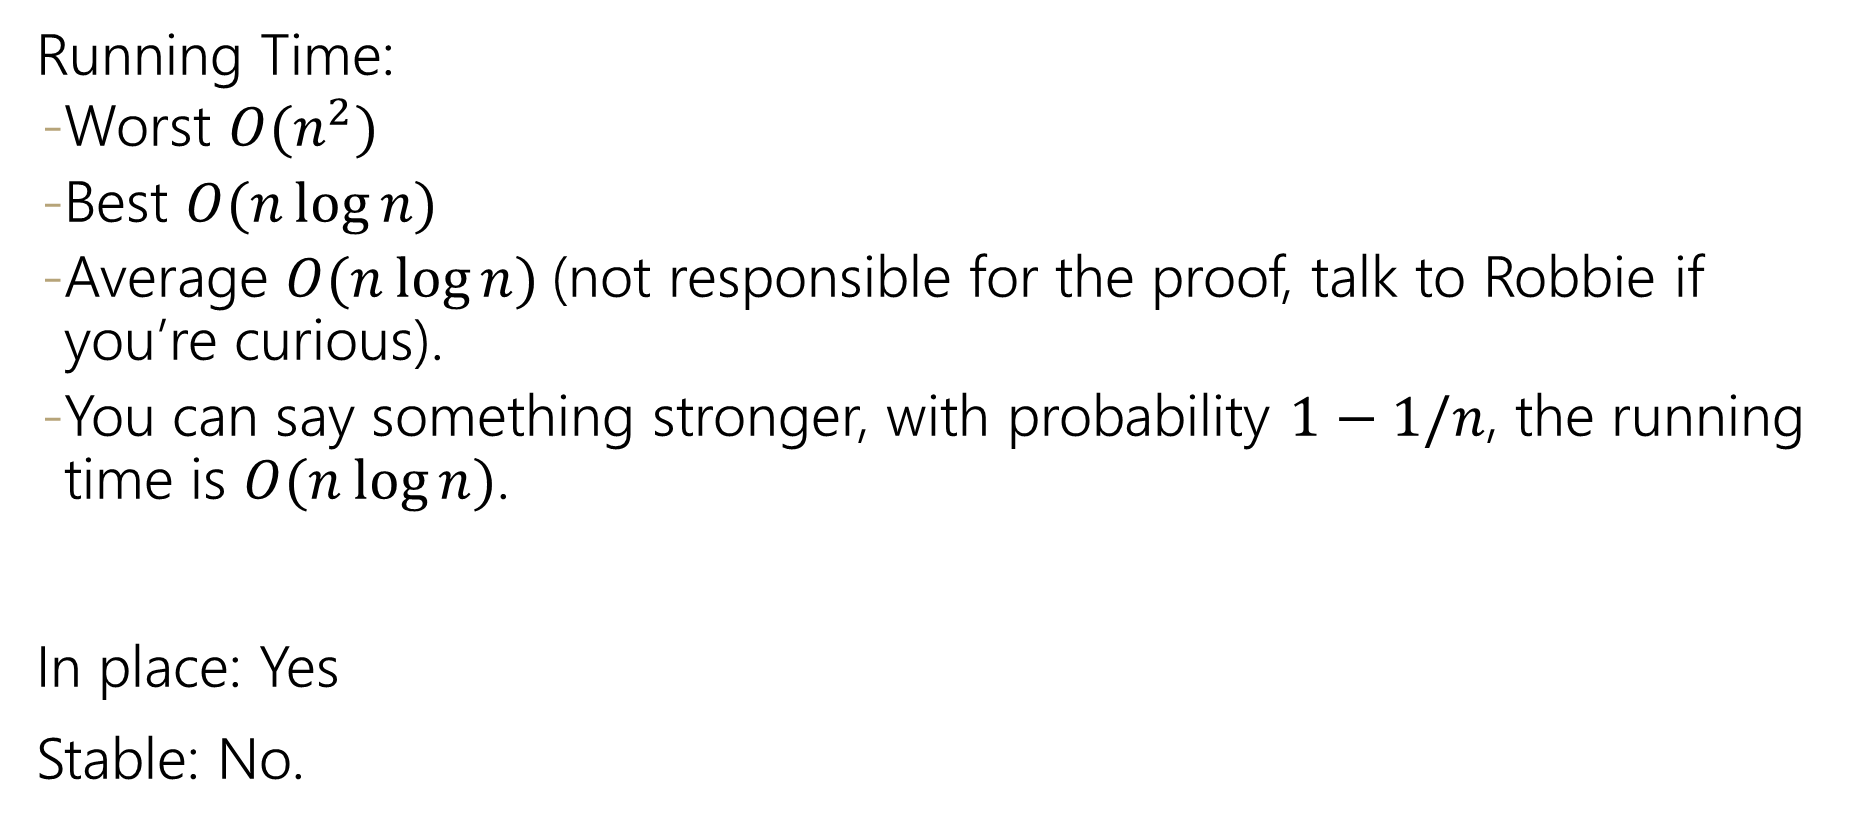 Running Time:
-Worst O(n²)
-Best O(n log n)
-Average O(n log n) (not responsible for the proof, talk to Robbie if
you’re curious).
-You can say something stronger, with probability 1 − 1/n, the running
time is O(n log n).
In place: Yes
Stable: No.